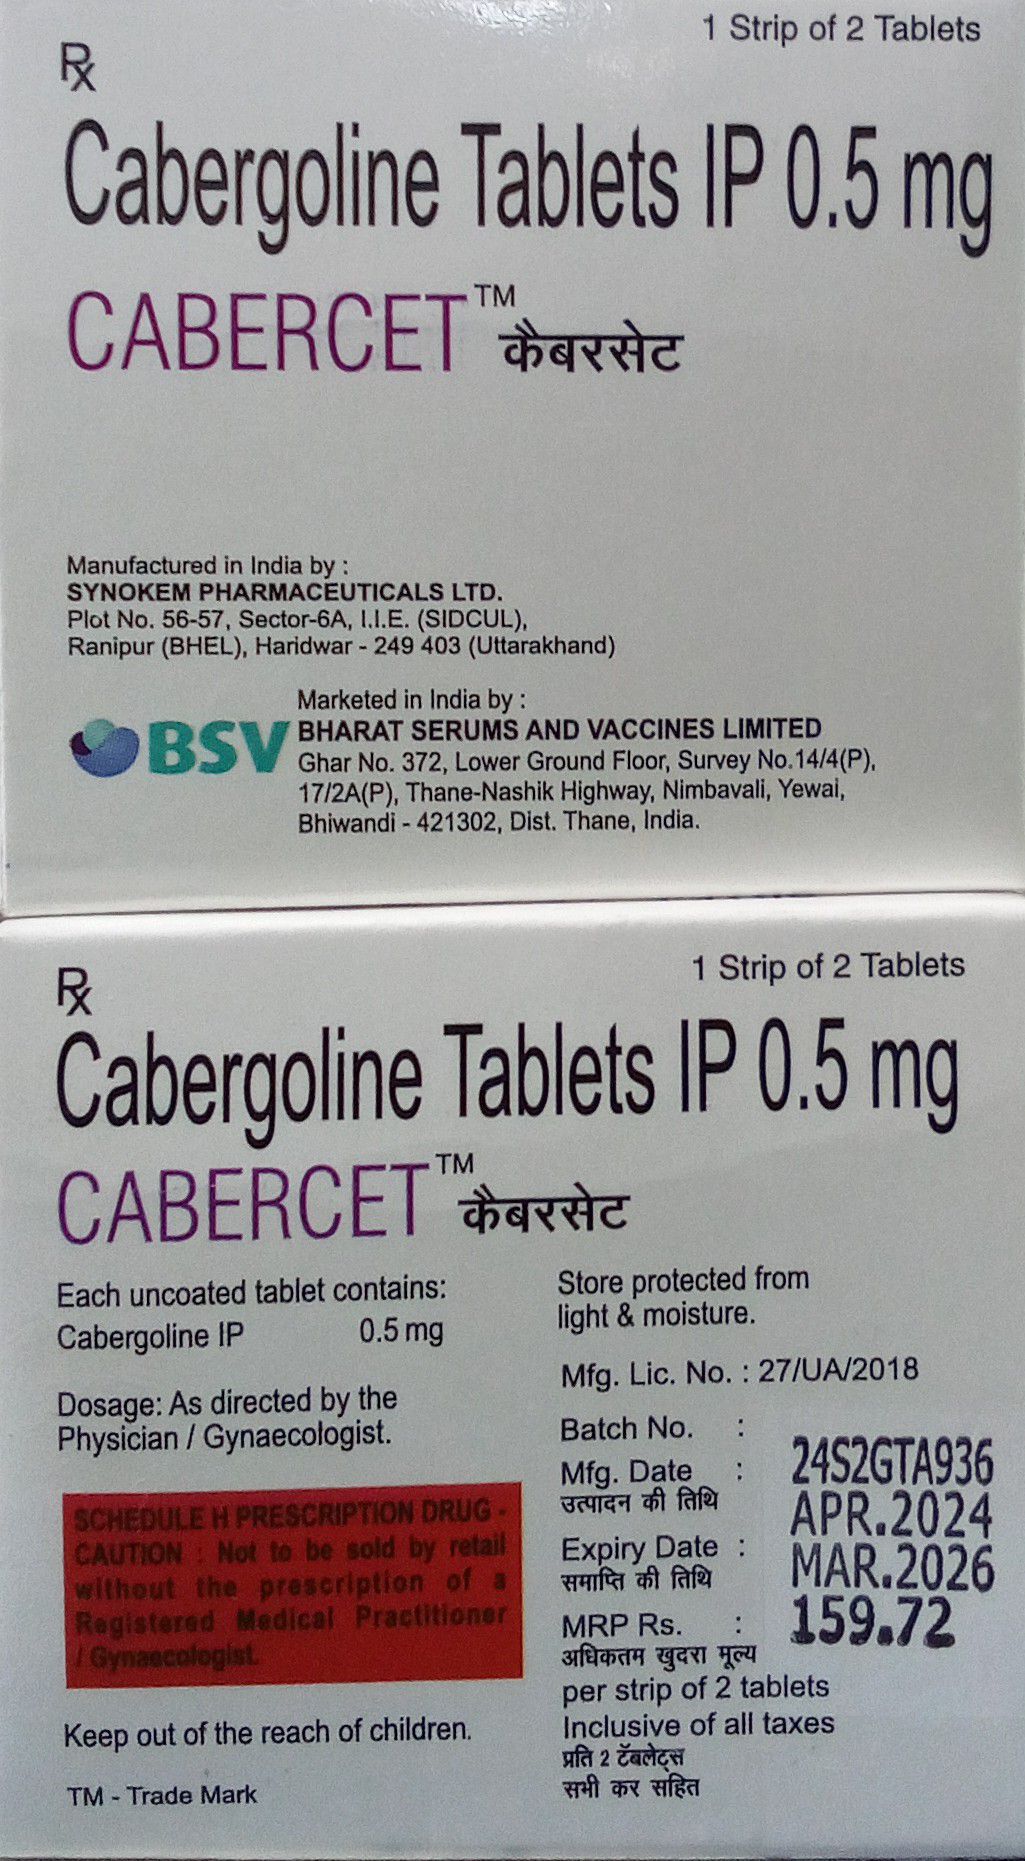 1 Strip of 2 Tablets
Rx
Cabergoline Tablets IP 0.5 mg
CABERCET™ कैबरसेट
Manufactured in India by :
SYNOKEM PHARMACEUTICALS LTD.
Plot No. 56-57, Sector-6A, I.I.E. (SIDCUL),
Ranipur (BHEL), Haridwar - 249 403 (Uttarakhand)
BSV
Marketed in India by :
BHARAT SERUMS AND VACCINES LIMITED
Ghar No. 372, Lower Ground Floor, Survey No.14/4(P),
17/2A(P), Thane-Nashik Highway, Nimbavali, Yewai,
Bhiwandi - 421302, Dist. Thane, India.
1 Strip of 2 Tablets
Rx
Cabergoline Tablets IP 0.5 mg
CABERCET™ कैबरसेट
Each uncoated tablet contains:
Cabergoline IP 0.5 mg
Dosage: As directed by the
Physician / Gynaecologist.
SCHEDULE H PRESCRIPTION DRUG -
CAUTION : Not to be sold by retail
without the prescription of a
Registered Medical Practitioner
/ Gynaecologist.
Keep out of the reach of children.
TM - Trade Mark
Store protected from
light & moisture.
Mfg. Lic. No. : 27/UA/2018
Batch No. : 24S2GTA936
Mfg. Date : APR.2024
उत्पादन की तिथि
Expiry Date : MAR.2026
समाप्ति की तिथि
MRP Rs. : 159.72
अधिकतम खुदरा मूल्य
per strip of 2 tablets
Inclusive of all taxes
प्रति 2 टॅबलेट्स
सभी कर सहित